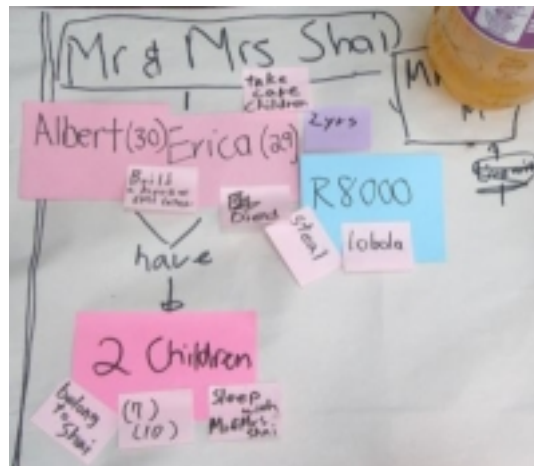 Mr & Mrs Shai
take
care
children
Albert (30)
Erica (29)
2yrs
Build
R8000
steal
lobola
have
2 Children
belong
to
Shai
(7)
(10)
Sleep
with
Mr & Mrs
Shai